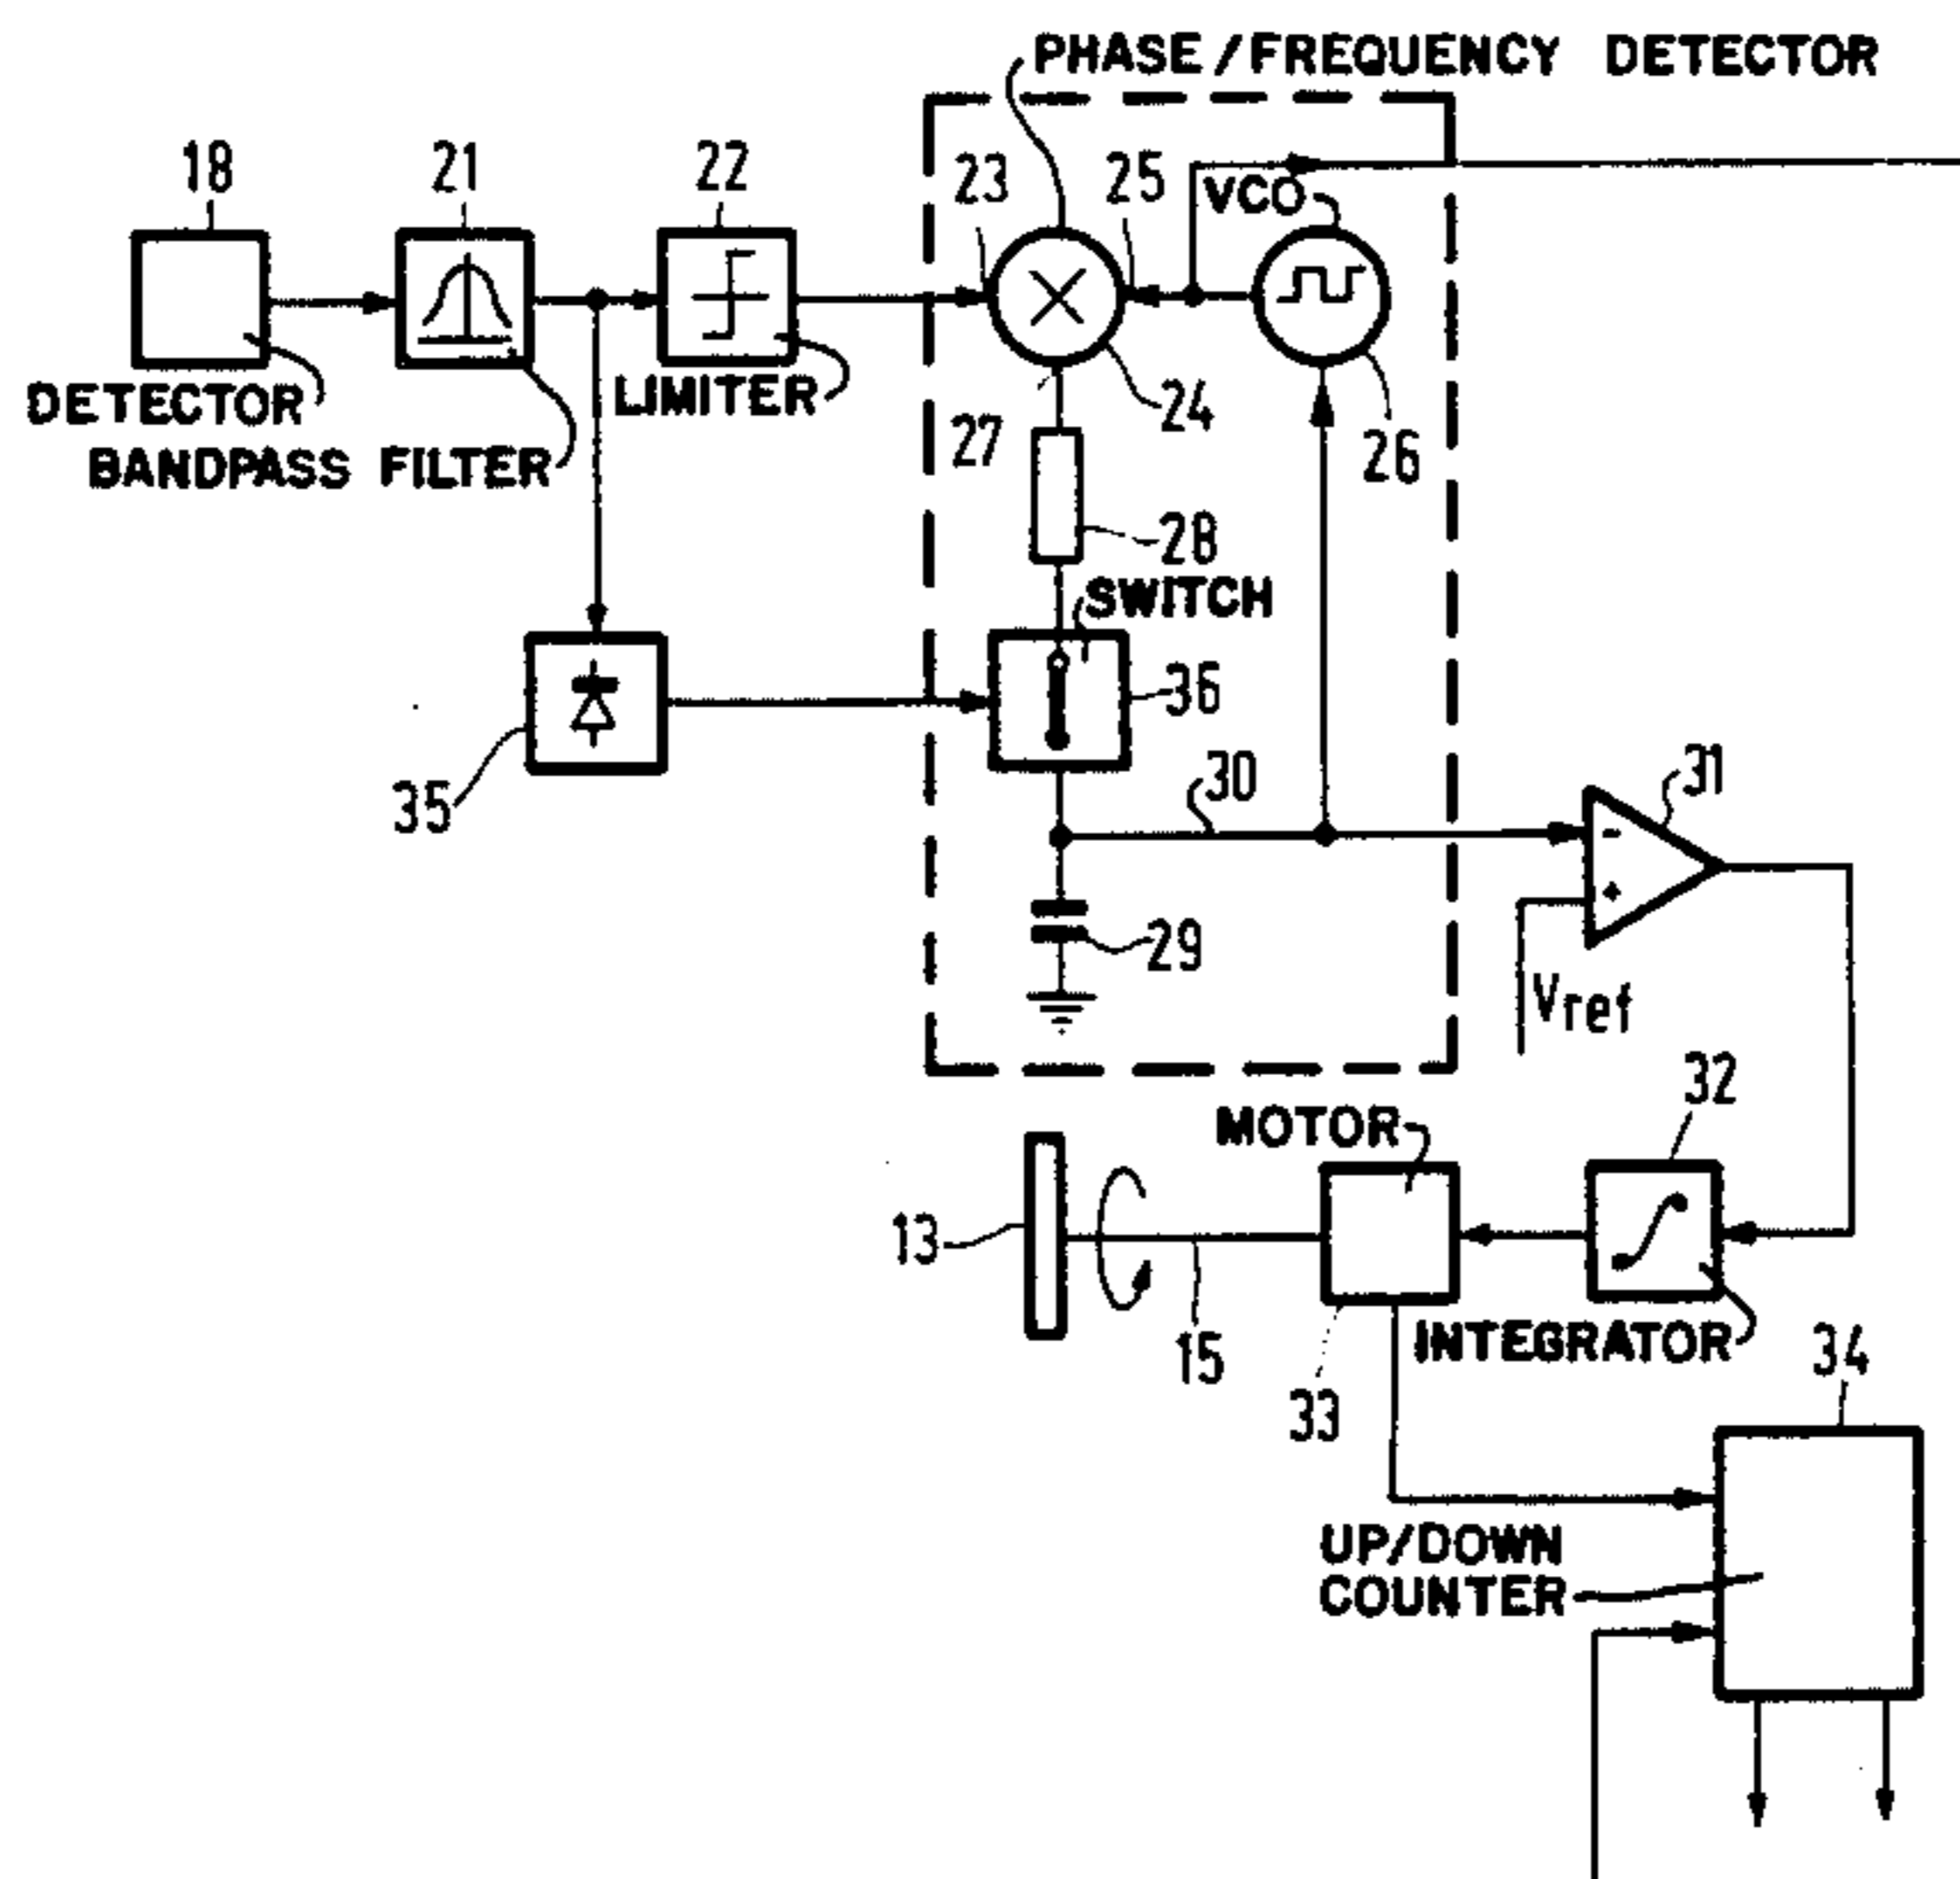 PHASE/FREQUENCY DETECTOR
18
21
22
23
25
VCO
DETECTOR
LIMITER
24
27
26
BANDPASS FILTER
28
SWITCH
36
35
30
31
-
+
29
Vref
32
MOTOR
13
15
33
INTEGRATOR
34
UP/DOWN
COUNTER